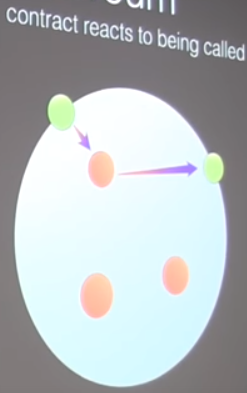 contract reacts to being called